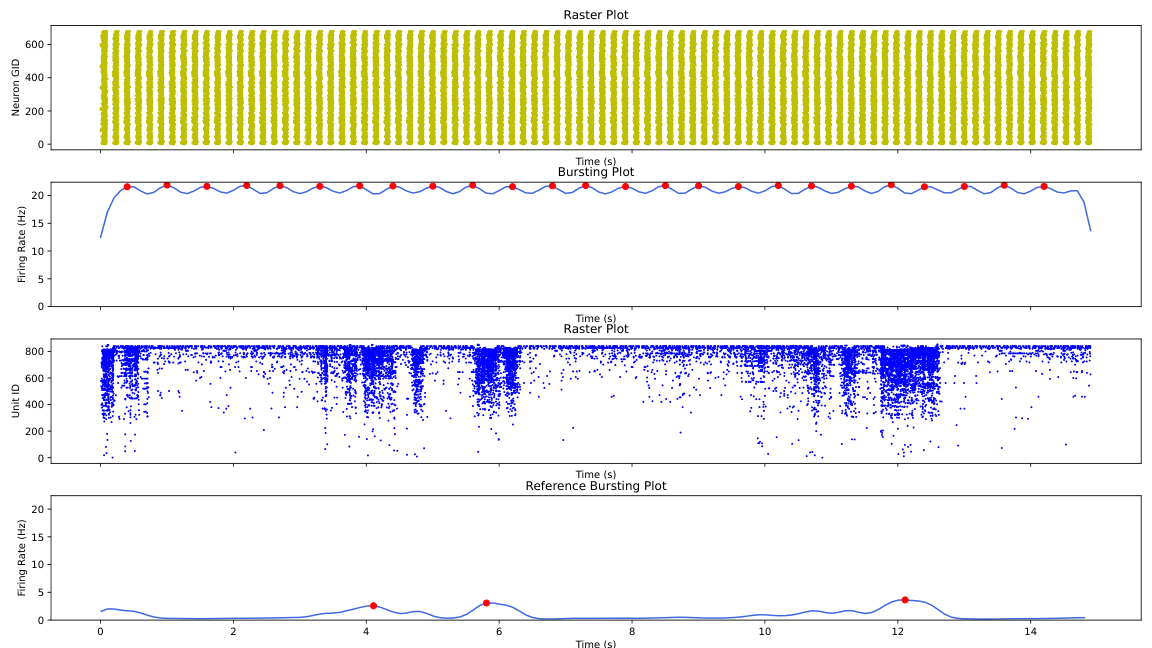 Raster Plot
600
400
200
0
Neuron GID
Time (s)
Bursting Plot
20
15
10
5
0
Firing Rate (Hz)
Time (s)
Raster Plot
800
600
400
200
0
Unit ID
Time (s)
Reference Bursting Plot
20
15
10
5
0
Firing Rate (Hz)
0 2 4 6 8 10 12 14
Time (s)